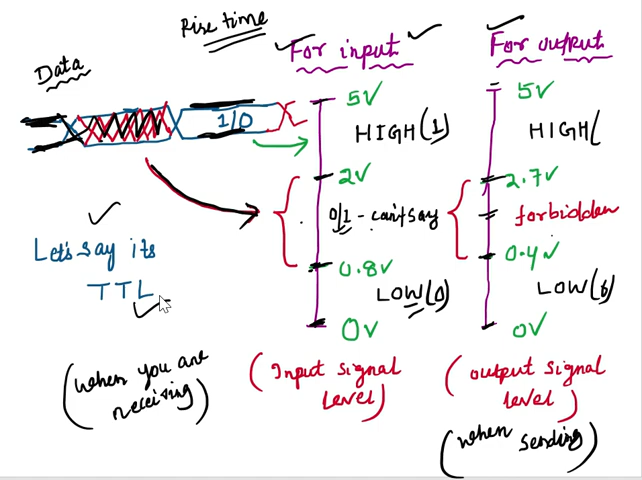 Rise time
Data
1/0
Let's say its
TTL
(when you are
receiving)
For input
5V
HIGH(1)
2V
0/1 - can't say
0.8V
LOW(0)
0V
(Input signal
level)
For output
5V
HIGH(
2.7V
forbidden
0.4V
LOW(0)
0V
(output signal
level)
(when sending)